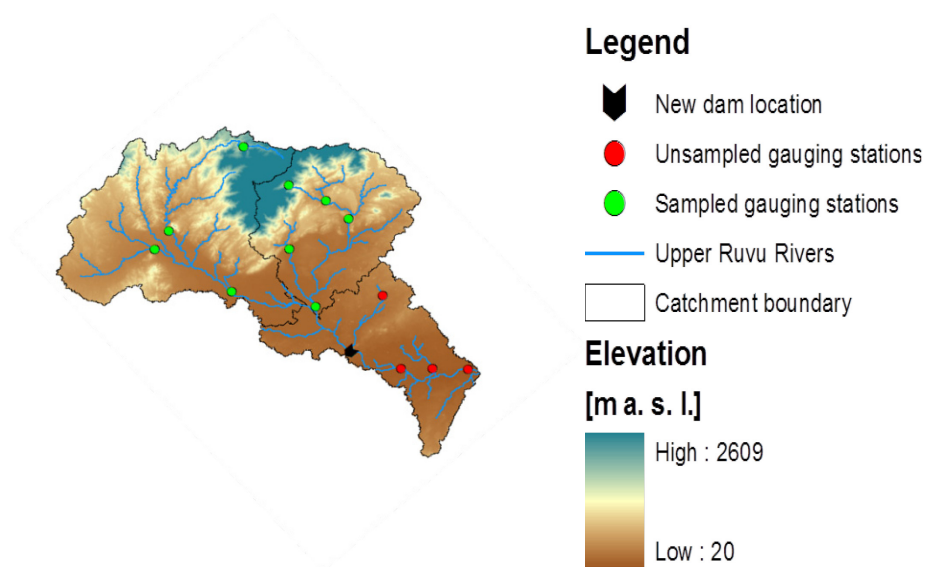 Legend
New dam location
Unsampled gauging stations
Sampled gauging stations
Upper Ruvu Rivers
Catchment boundary
Elevation
[m a. s. l.]
High : 2609
Low : 20